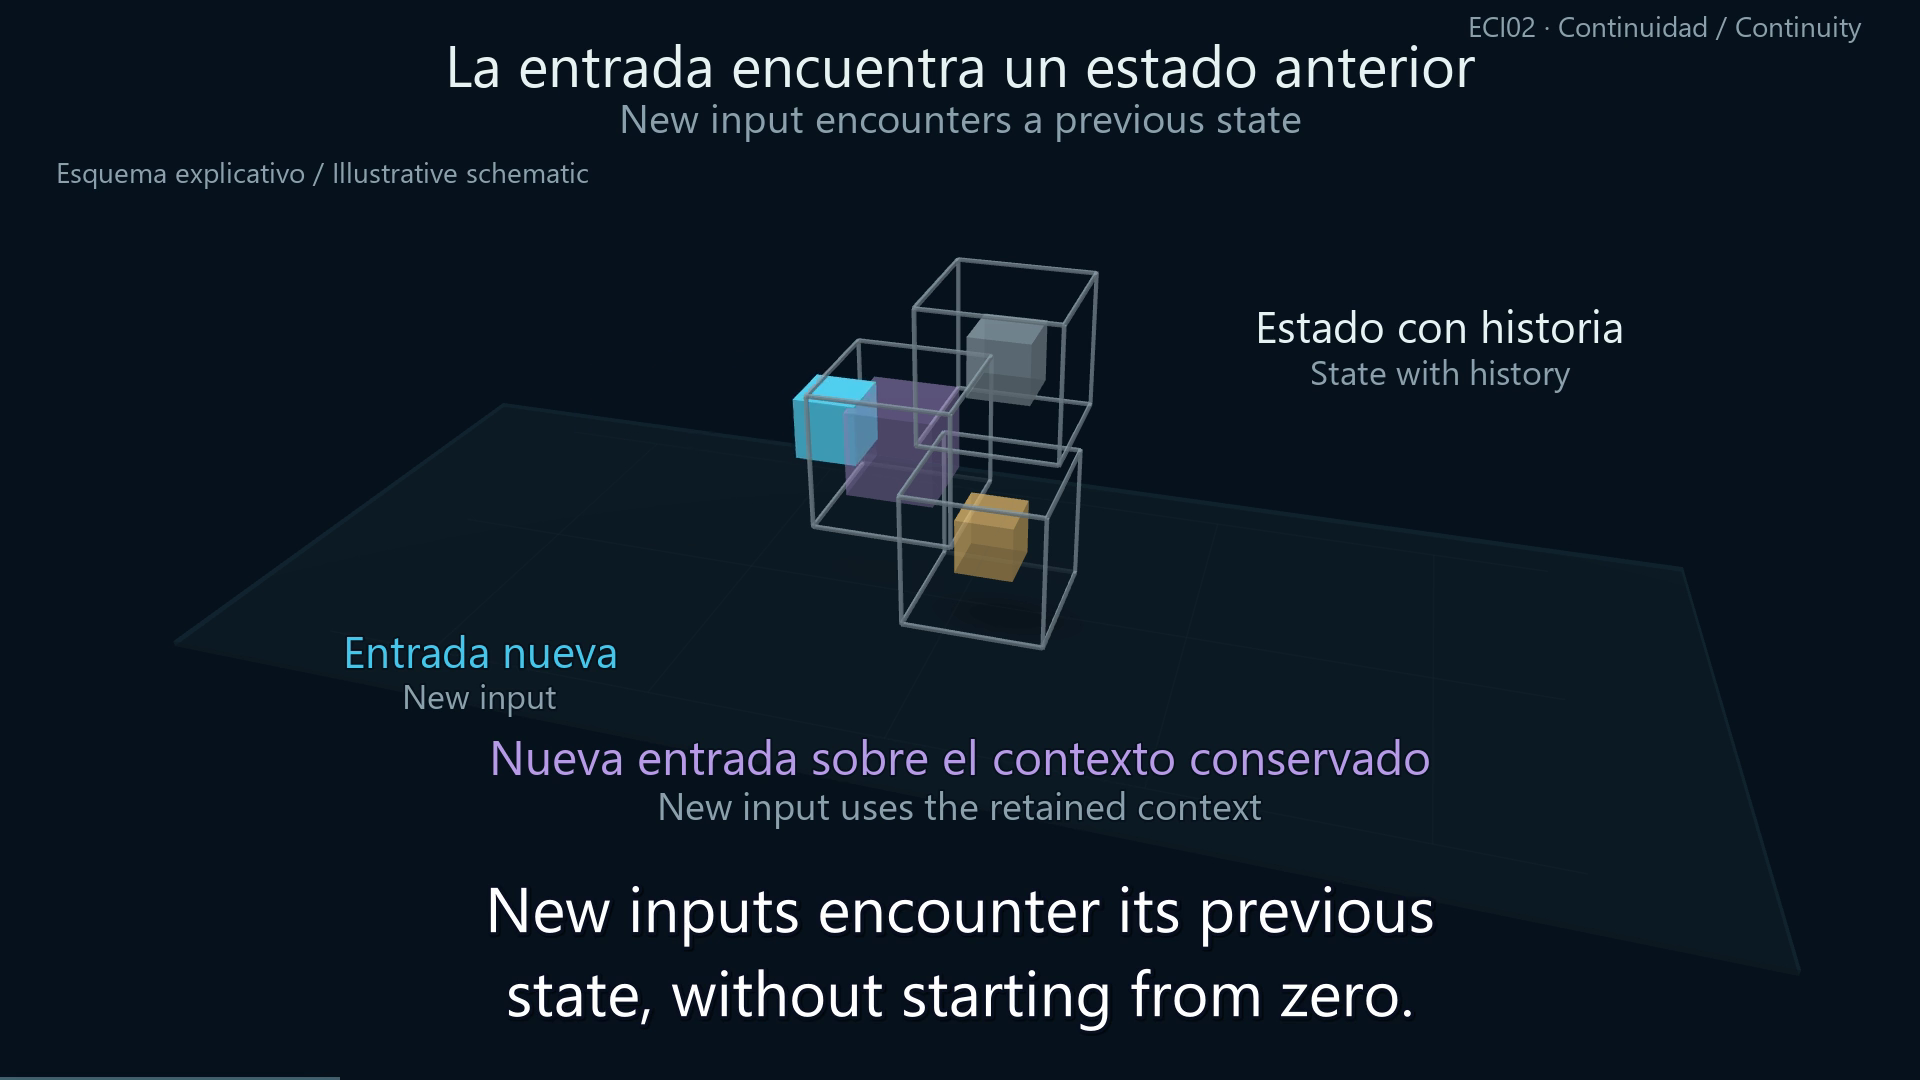 ECI02 · Continuidad / Continuity
La entrada encuentra un estado anterior
New input encounters a previous state
Esquema explicativo / Illustrative schematic
Estado con historia
State with history
Entrada nueva
New input
Nueva entrada sobre el contexto conservado
New input uses the retained context
New inputs encounter its previous
state, without starting from zero.